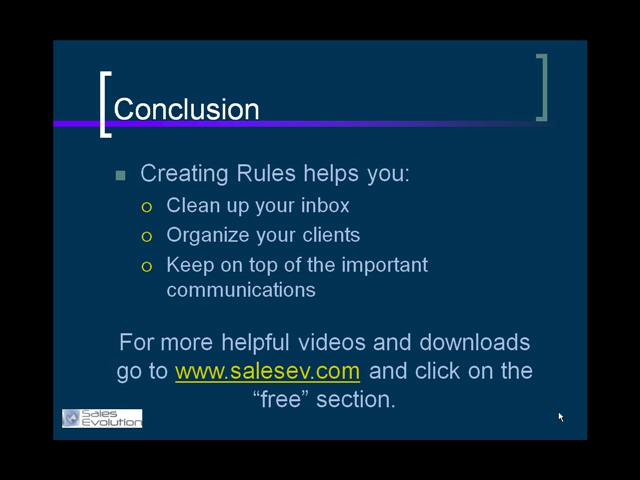 Conclusion
Creating Rules helps you:
Clean up your inbox
Organize your clients
Keep on top of the important
communications
For more helpful videos and downloads
go to www.salesev.com and click on the
“free” section.
Sales
Evolution